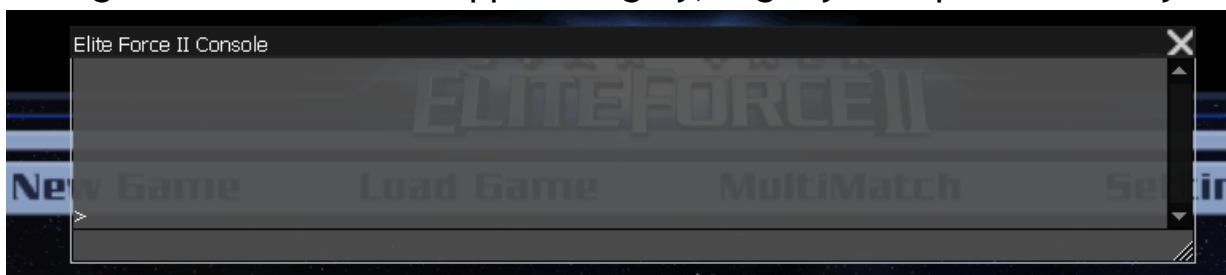 Elite Force II Console
ELITE FORCE II
New Game Load Game MultiMatch
>